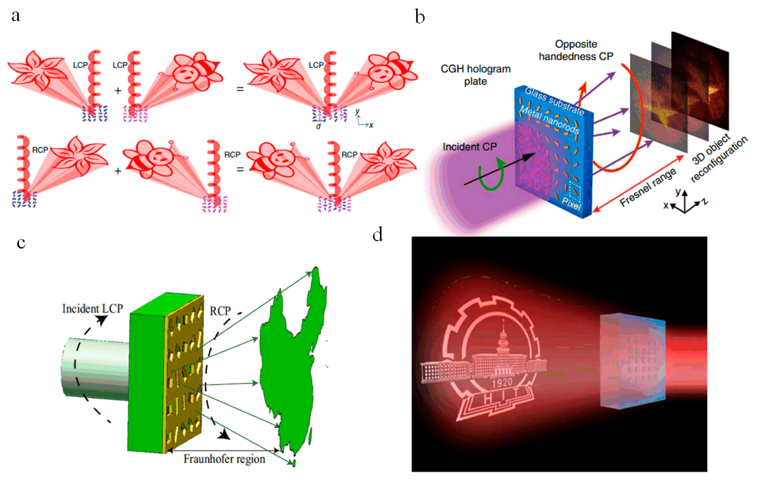 a
LCP
LCP
LCP
+
=
d
y
x
RCP
RCP
RCP
+
=
b
CGH hologram
plate
Opposite
handedness CP
Glass substrate
Metal nanorods
Incident CP
Pixel
Fresnel range
3D object
reconfiguration
y
x
z
c
Incident LCP
RCP
Fraunhofer region
d
1920
HIT